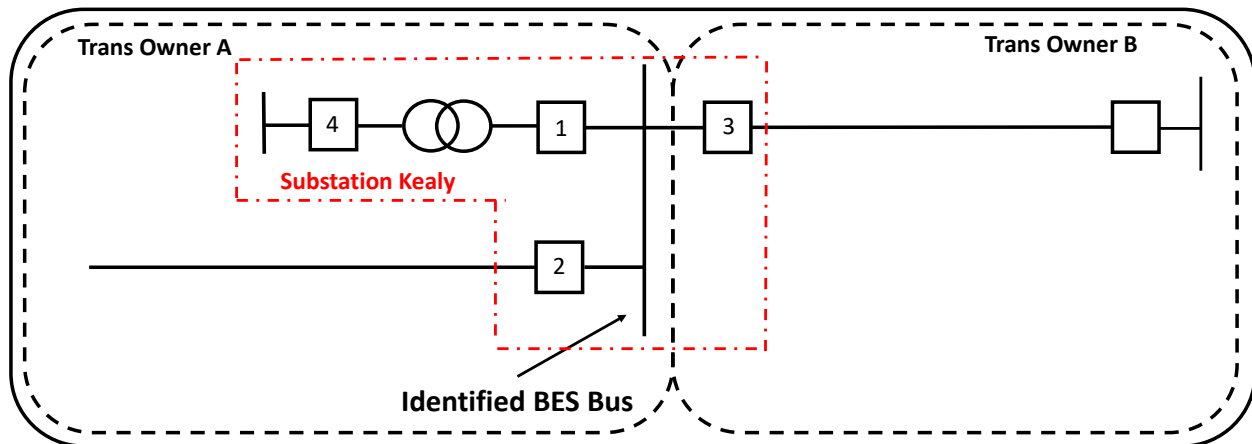 Trans Owner A
Trans Owner B
4
1
3
Substation Kealy
2
Identified BES Bus